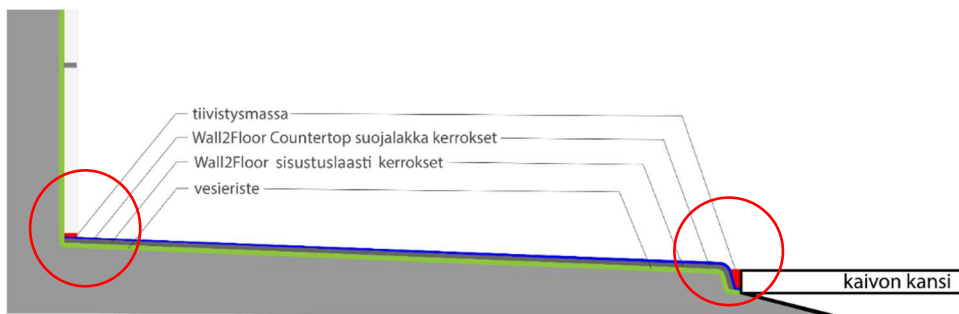 tiivistysmassa
Wall2Floor Countertop suojalakka kerrokset
Wall2Floor sisustuslaasti kerrokset
vesieriste
kaivon kansi